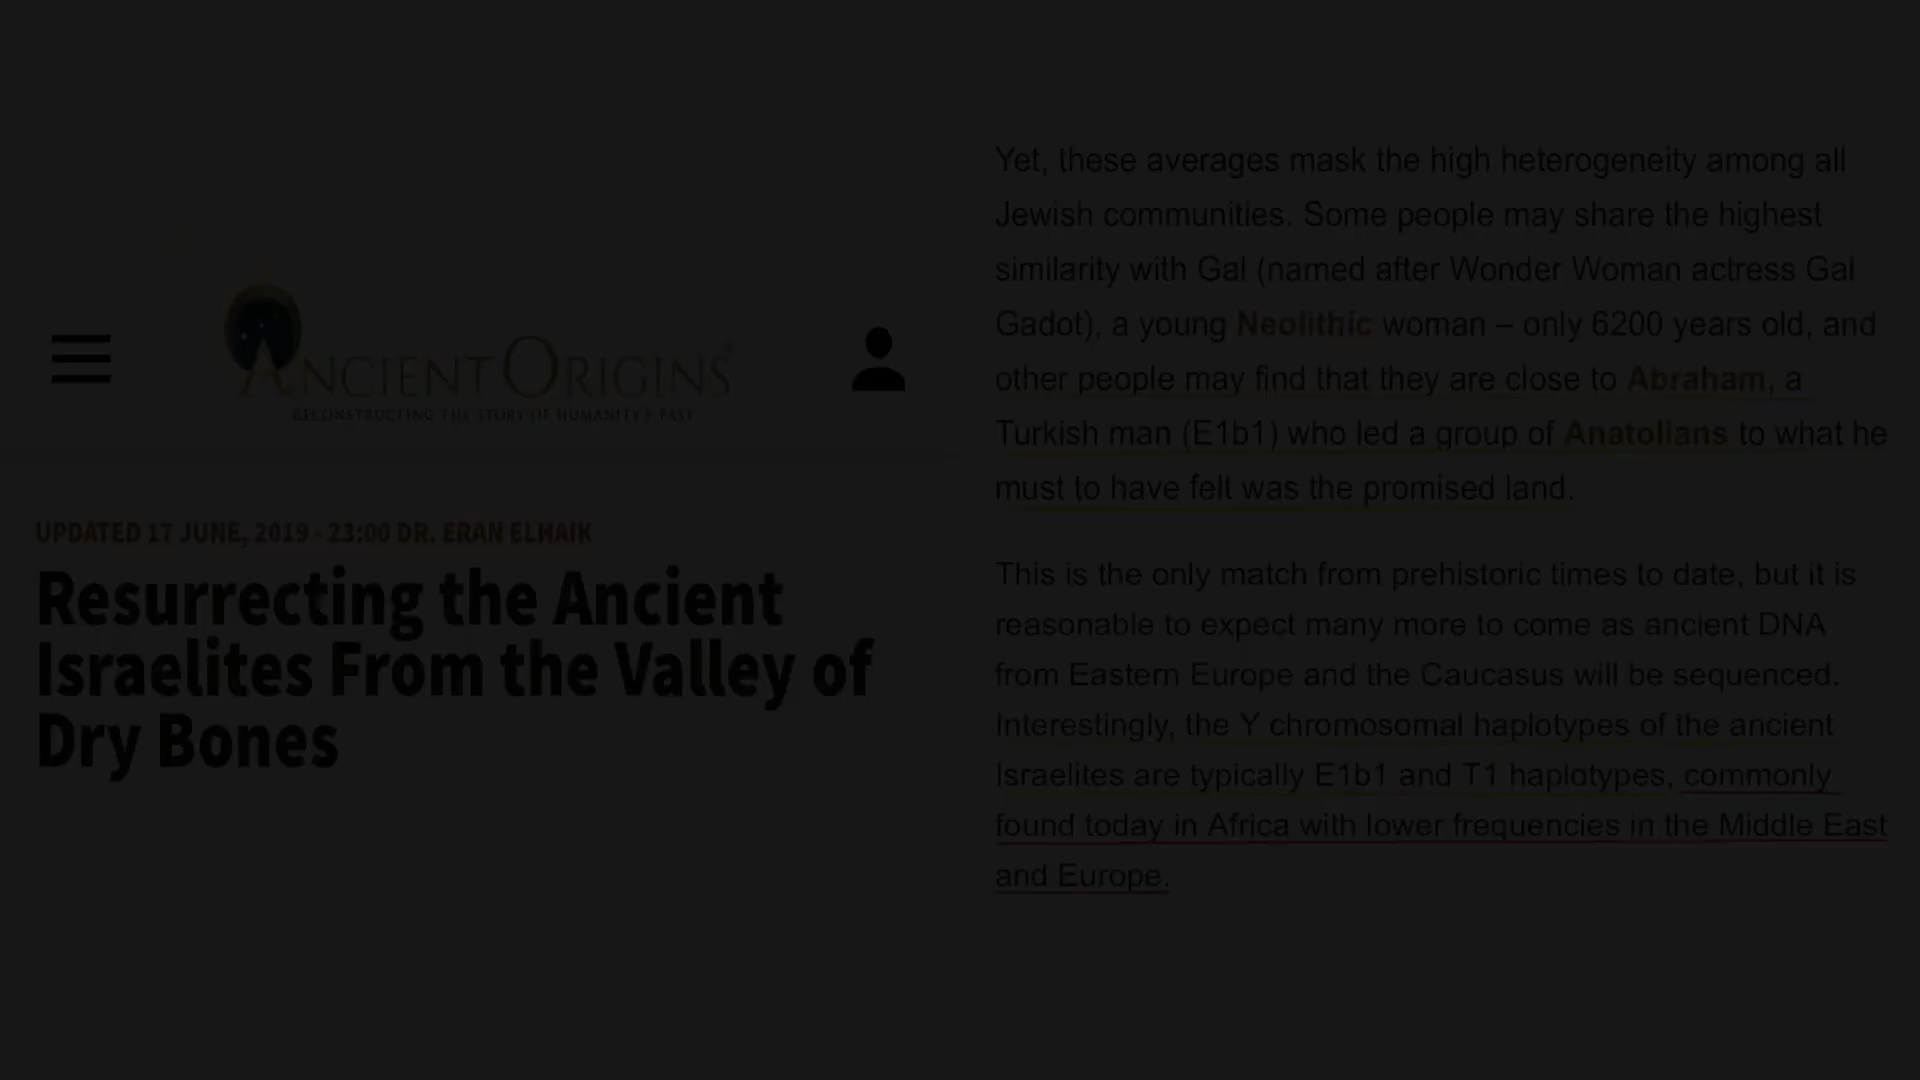 ANCIENT ORIGINS
RECONSTRUCTING THE STORY OF HUMANITY'S PAST
UPDATED 17 JUNE, 2019 - 23:00 DR. ERAN ELHAIK
Resurrecting the Ancient
Israelites From the Valley of
Dry Bones
Yet, these averages mask the high heterogeneity among all
Jewish communities. Some people may share the highest
similarity with Gal (named after Wonder Woman actress Gal
Gadot), a young Neolithic woman – only 6200 years old, and
other people may find that they are close to Abraham, a
Turkish man (E1b1) who led a group of Anatolians to what he
must to have felt was the promised land.
This is the only match from prehistoric times to date, but it is
reasonable to expect many more to come as ancient DNA
from Eastern Europe and the Caucasus will be sequenced.
Interestingly, the Y chromosomal haplotypes of the ancient
Israelites are typically E1b1 and T1 haplotypes, commonly
found today in Africa with lower frequencies in the Middle East
and Europe.